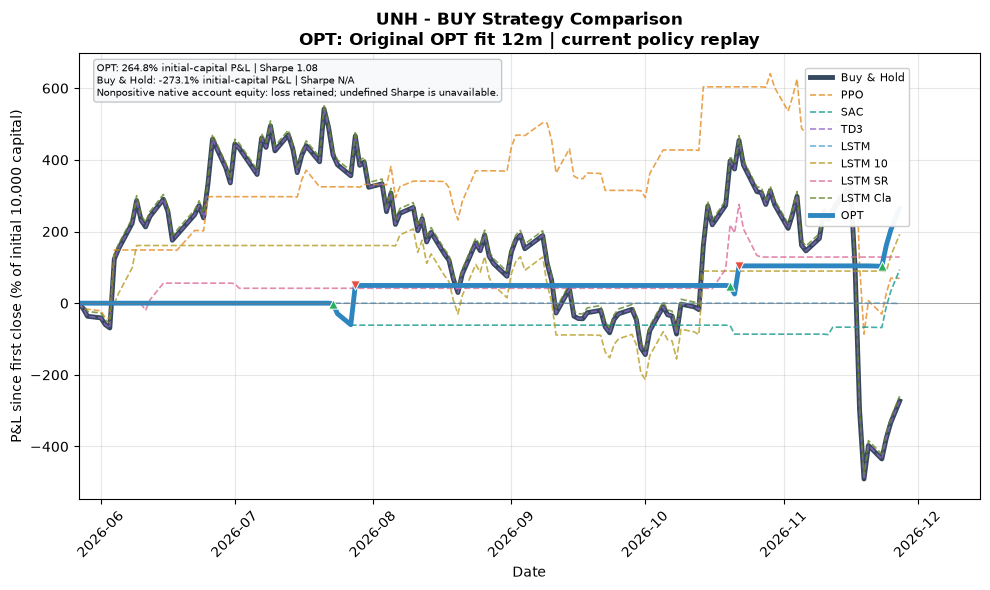 UNH - BUY Strategy Comparison
OPT: Original OPT fit 12m | current policy replay
OPT: 264.8% initial-capital P&L | Sharpe 1.08
Buy & Hold: -273.1% initial-capital P&L | Sharpe N/A
Nonpositive native account equity: loss retained; undefined Sharpe is unavailable.
Buy & Hold
PPO
SAC
TD3
LSTM
LSTM 10
LSTM SR
LSTM Cla
OPT
P&L since first close (% of initial 10,000 capital)
600
400
200
0
−200
−400
2026-06
2026-07
2026-08
2026-09
2026-10
2026-11
2026-12
Date